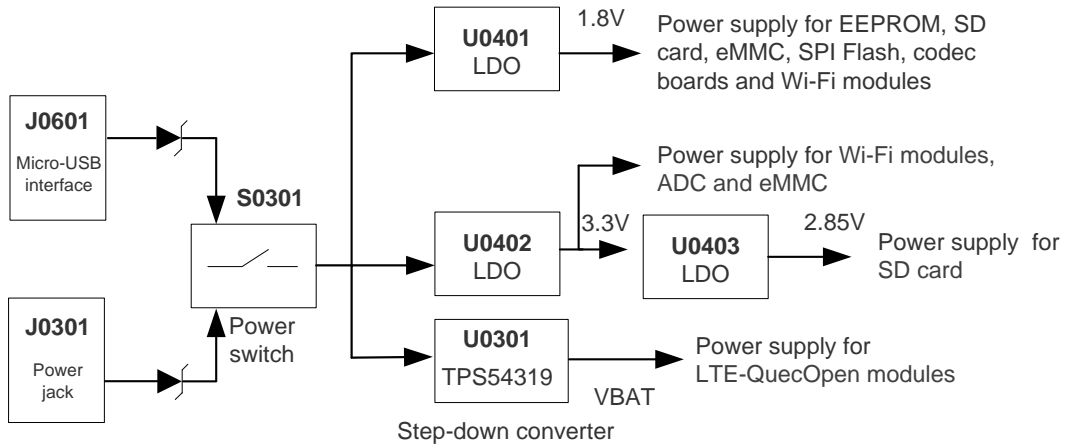 1.8V
U0401
LDO
Power supply for EEPROM, SD
card, eMMC, SPI Flash, codec
boards and Wi-Fi modules
J0601
Micro-USB
interface
Power supply for Wi-Fi modules,
ADC and eMMC
S0301
3.3V
2.85V
U0402
LDO
U0403
LDO
Power supply for
SD card
J0301
Power
jack
Power
switch
U0301
TPS54319
VBAT
Power supply for
LTE-QuecOpen modules
Step-down converter